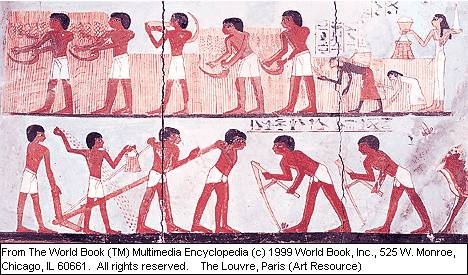 From The World Book (TM) Multimedia Encyclopedia (c) 1999 World Book, Inc., 525 W. Monroe,
Chicago, IL 60661.  All rights reserved.    The Louvre, Paris (Art Resource)